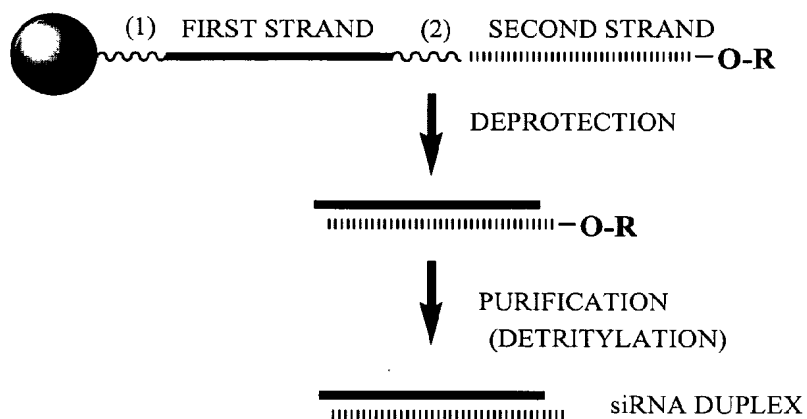 (1) FIRST STRAND (2) SECOND STRAND
O-R
DEPROTECTION
O-R
PURIFICATION
(DETRITYLATION)
siRNA DUPLEX